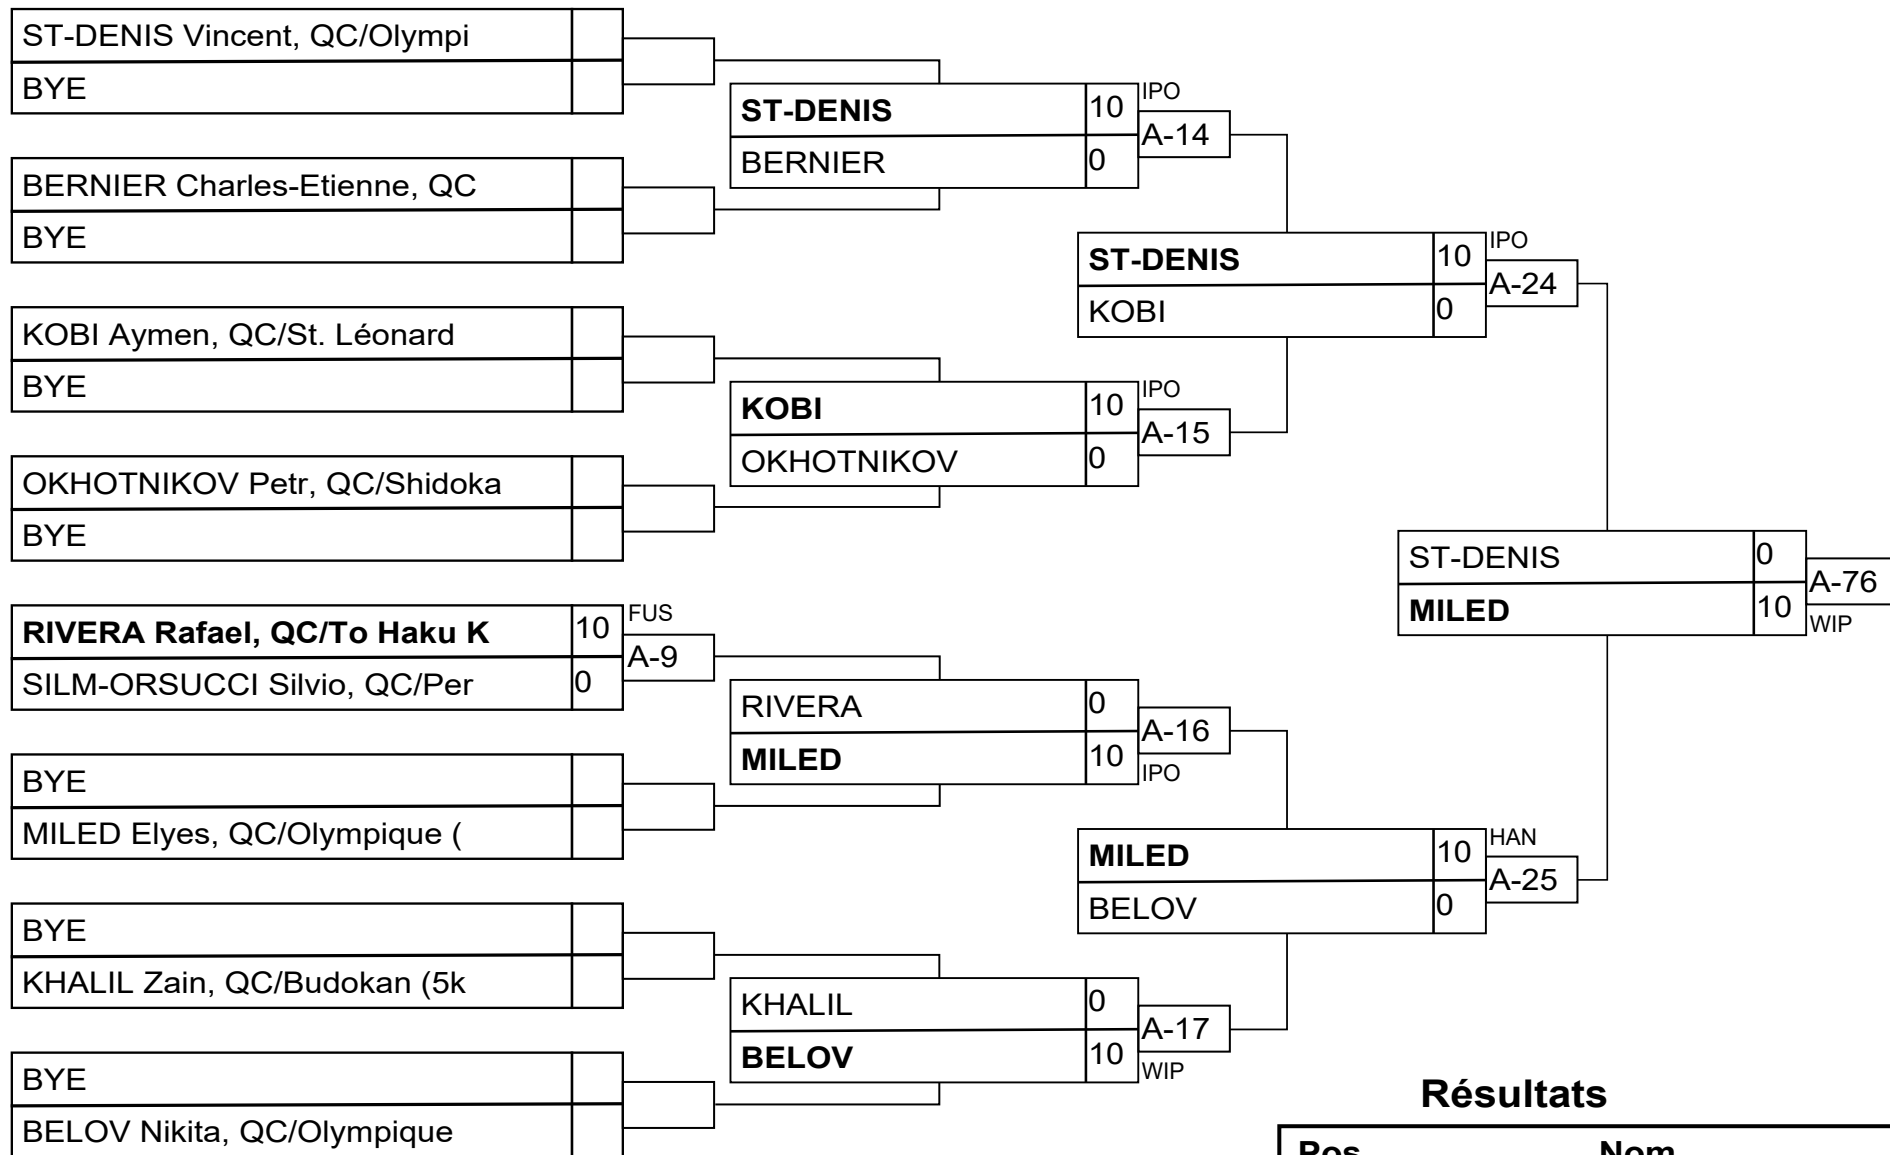 ST-DENIS Vincent, QC/Olympi
BYE
BERNIER Charles-Etienne, QC
BYE
KOBI Aymen, QC/St. Léonard
BYE
OKHOTNIKOV Petr, QC/Shidoka
BYE
RIVERA Rafael, QC/To Haku K 10 FUS
A-9
SILM-ORSUCCI Silvio, QC/Per 0
BYE
MILED Elyes, QC/Olympique (
BYE
KHALIL Zain, QC/Budokan (5k
BYE
BELOV Nikita, QC/Olympique
ST-DENIS 10 IPO
A-14
BERNIER 0
KOBI 10 IPO
A-15
OKHOTNIKOV 0
RIVERA 0
A-16
MILED 10 IPO
KHALIL 0
A-17
BELOV 10 WIP
ST-DENIS 10 IPO
A-24
KOBI 0
MILED 10 HAN
A-25
BELOV 0
ST-DENIS 0
A-76
MILED 10 WIP
Résultats
Pos Nom